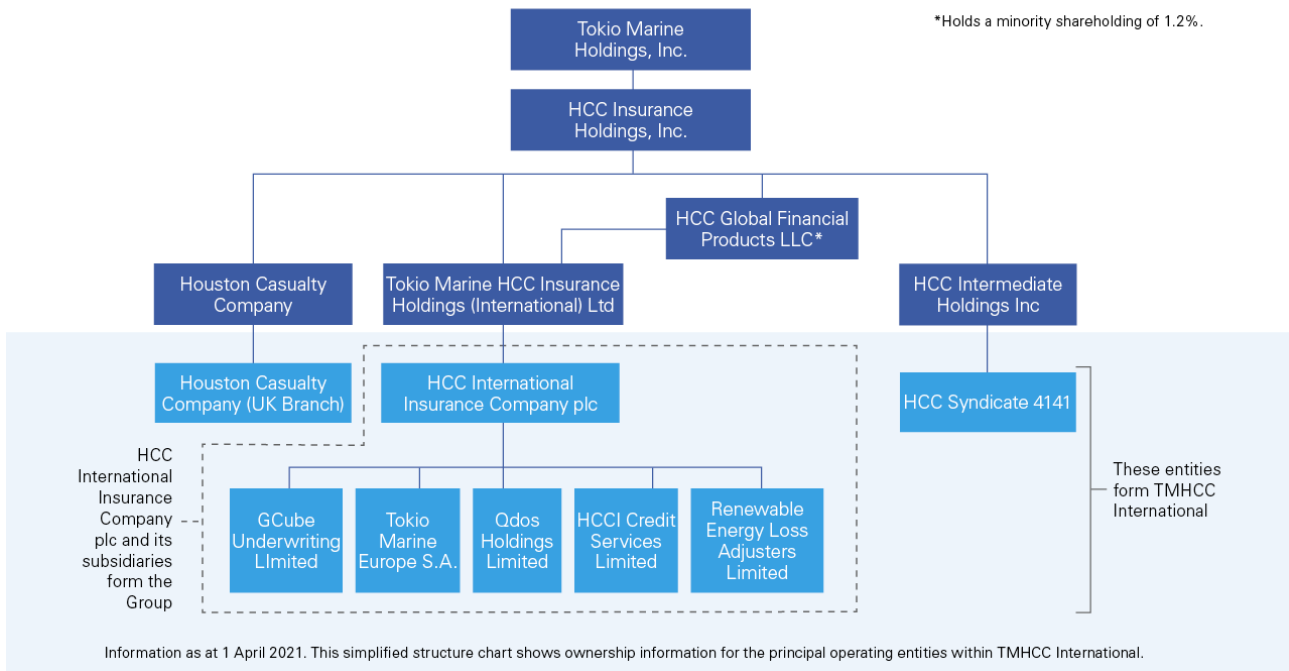 *Holds a minority shareholding of 1.2%.
Tokio Marine
Holdings, Inc.
HCC Insurance
Holdings, Inc.
HCC Global Financial
Products LLC*
Houston Casualty
Company
Tokio Marine HCC Insurance
Holdings (International) Ltd
HCC Intermediate
Holdings Inc
Houston Casualty
Company (UK Branch)
HCC International
Insurance Company plc
HCC Syndicate 4141
HCC
International
Insurance
Company
plc and its
subsidiaries
form the
Group
GCube
Underwriting
LImited
Tokio
Marine
Europe S.A.
Qdos
Holdings
Limited
HCCI Credit
Services
Limited
Renewable
Energy Loss
Adjusters
Limited
These entities
form TMHCC
International
Information as at 1 April 2021. This simplified structure chart shows ownership information for the principal operating entities within TMHCC International.